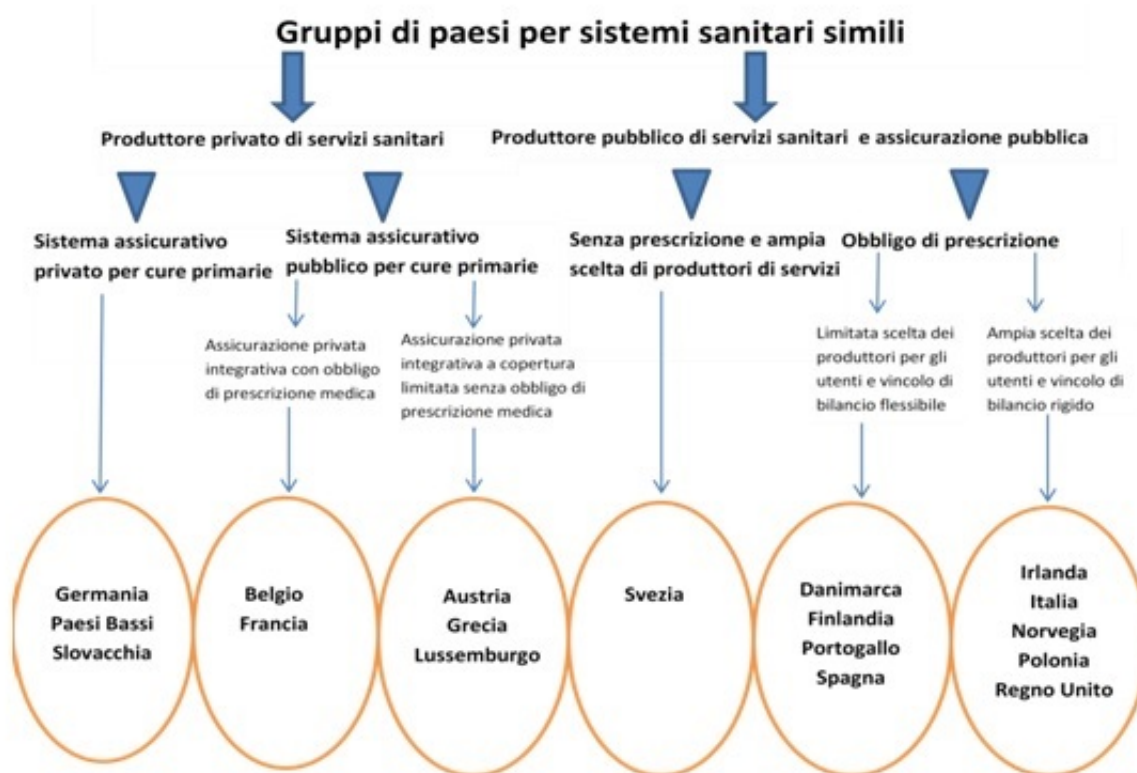 Gruppi di paesi per sistemi sanitari simili
Produttore privato di servizi sanitari
Produttore pubblico di servizi sanitari e assicurazione pubblica
Sistema assicurativo
privato per cure primarie
Sistema assicurativo
pubblico per cure primarie
Senza prescrizione e ampia
scelta di produttori di servizi
Obbligo di prescrizione
Assicurazione privata
integrativa con obbligo
di prescrizione medica
Assicurazione privata
integrativa a copertura
limitata senza obbligo di
prescrizione medica
Limitata scelta dei
produttori per gli
utenti e vincolo di
bilancio flessibile
Ampia scelta dei
produttori per gli
utenti e vincolo di
bilancio rigido
Germania
Paesi Bassi
Slovacchia
Belgio
Francia
Austria
Grecia
Lussemburgo
Svezia
Danimarca
Finlandia
Portogallo
Spagna
Irlanda
Italia
Norvegia
Polonia
Regno Unito